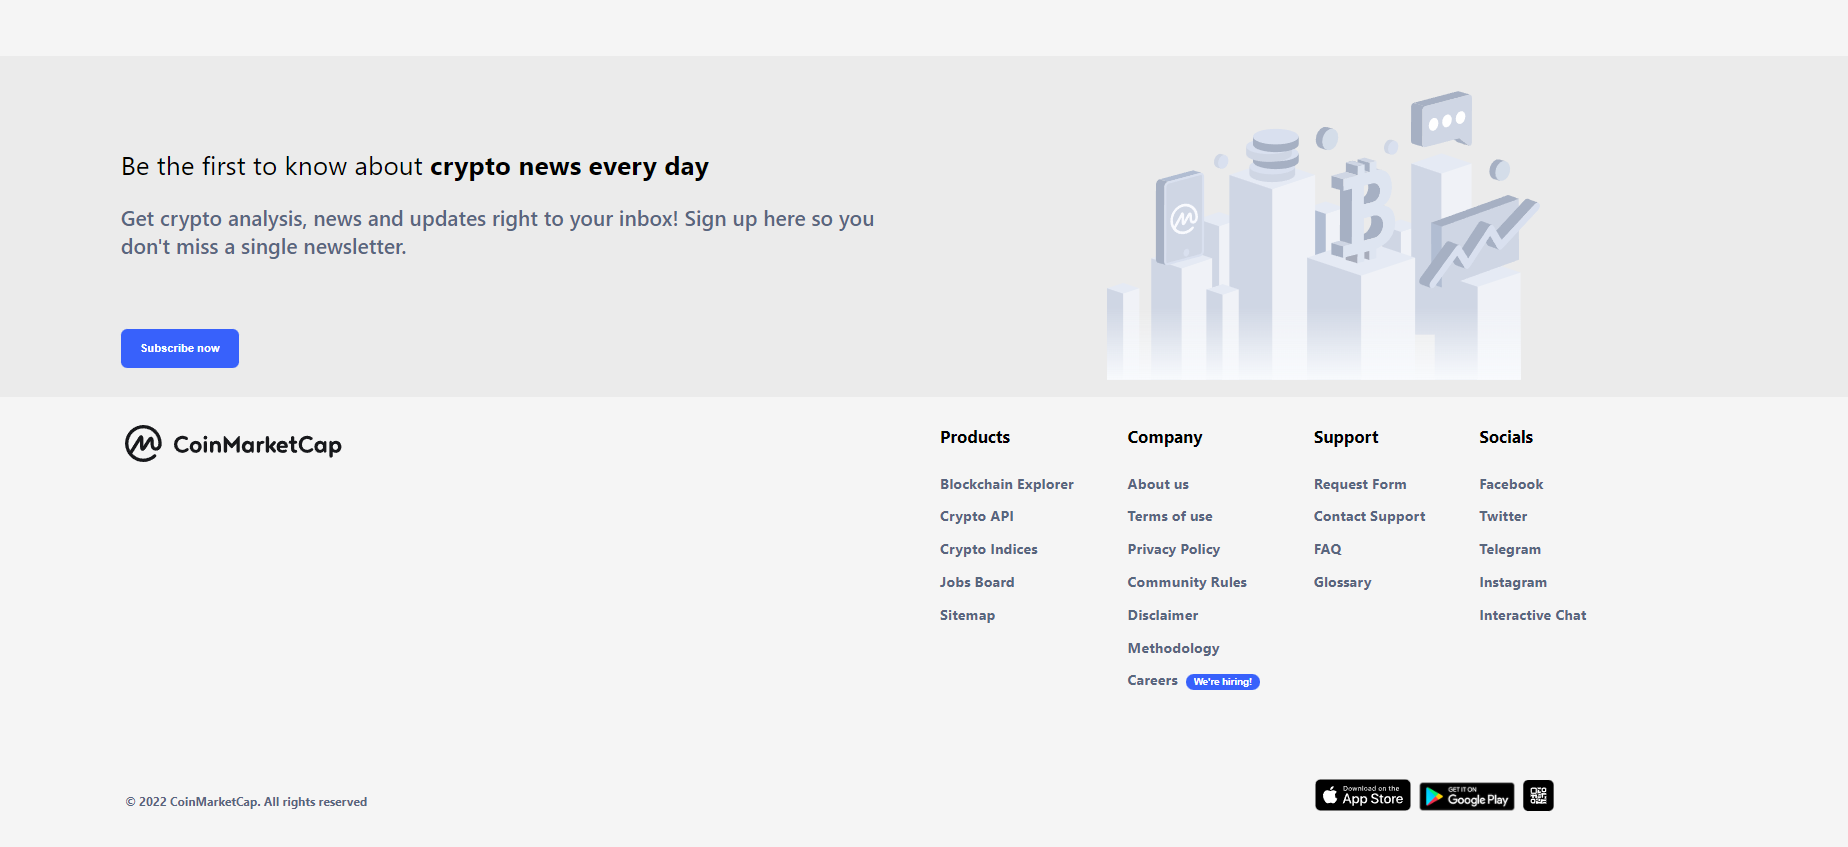 Be the first to know about crypto news every day
Get crypto analysis, news and updates right to your inbox! Sign up here so you
don't miss a single newsletter.
Subscribe now
CoinMarketCap
Products
Blockchain Explorer
Crypto API
Crypto Indices
Jobs Board
Sitemap
Company
About us
Terms of use
Privacy Policy
Community Rules
Disclaimer
Methodology
Careers We're hiring!
Support
Request Form
Contact Support
FAQ
Glossary
Socials
Facebook
Twitter
Telegram
Instagram
Interactive Chat
© 2022 CoinMarketCap. All rights reserved
Download on the
App Store
GET IT ON
Google Play